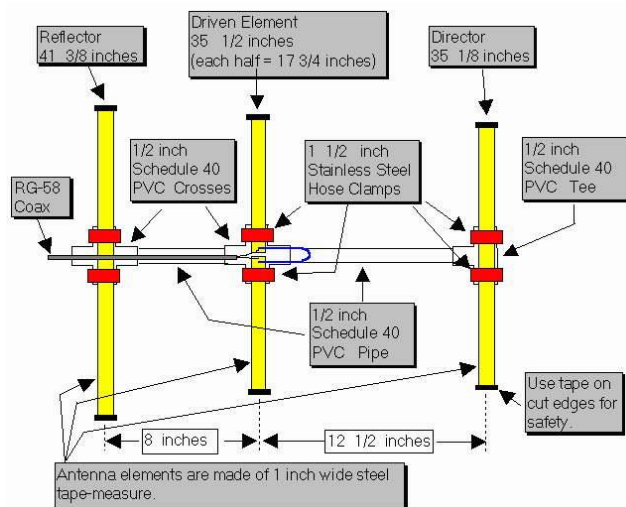 Reflector
41 3/8 inches
Driven Element
35 1/2 inches
(each half = 17 3/4 inches)
Director
35 1/8 inches
RG-58
Coax
1/2 inch
Schedule 40
PVC Crosses
1 1/2 inch
Stainless Steel
Hose Clamps
1/2 inch
Schedule 40
PVC Tee
1/2 inch
Schedule 40
PVC Pipe
Use tape on
cut edges for
safety.
8 inches
12 1/2 inches
Antenna elements are made of 1 inch wide steel
tape-measure.